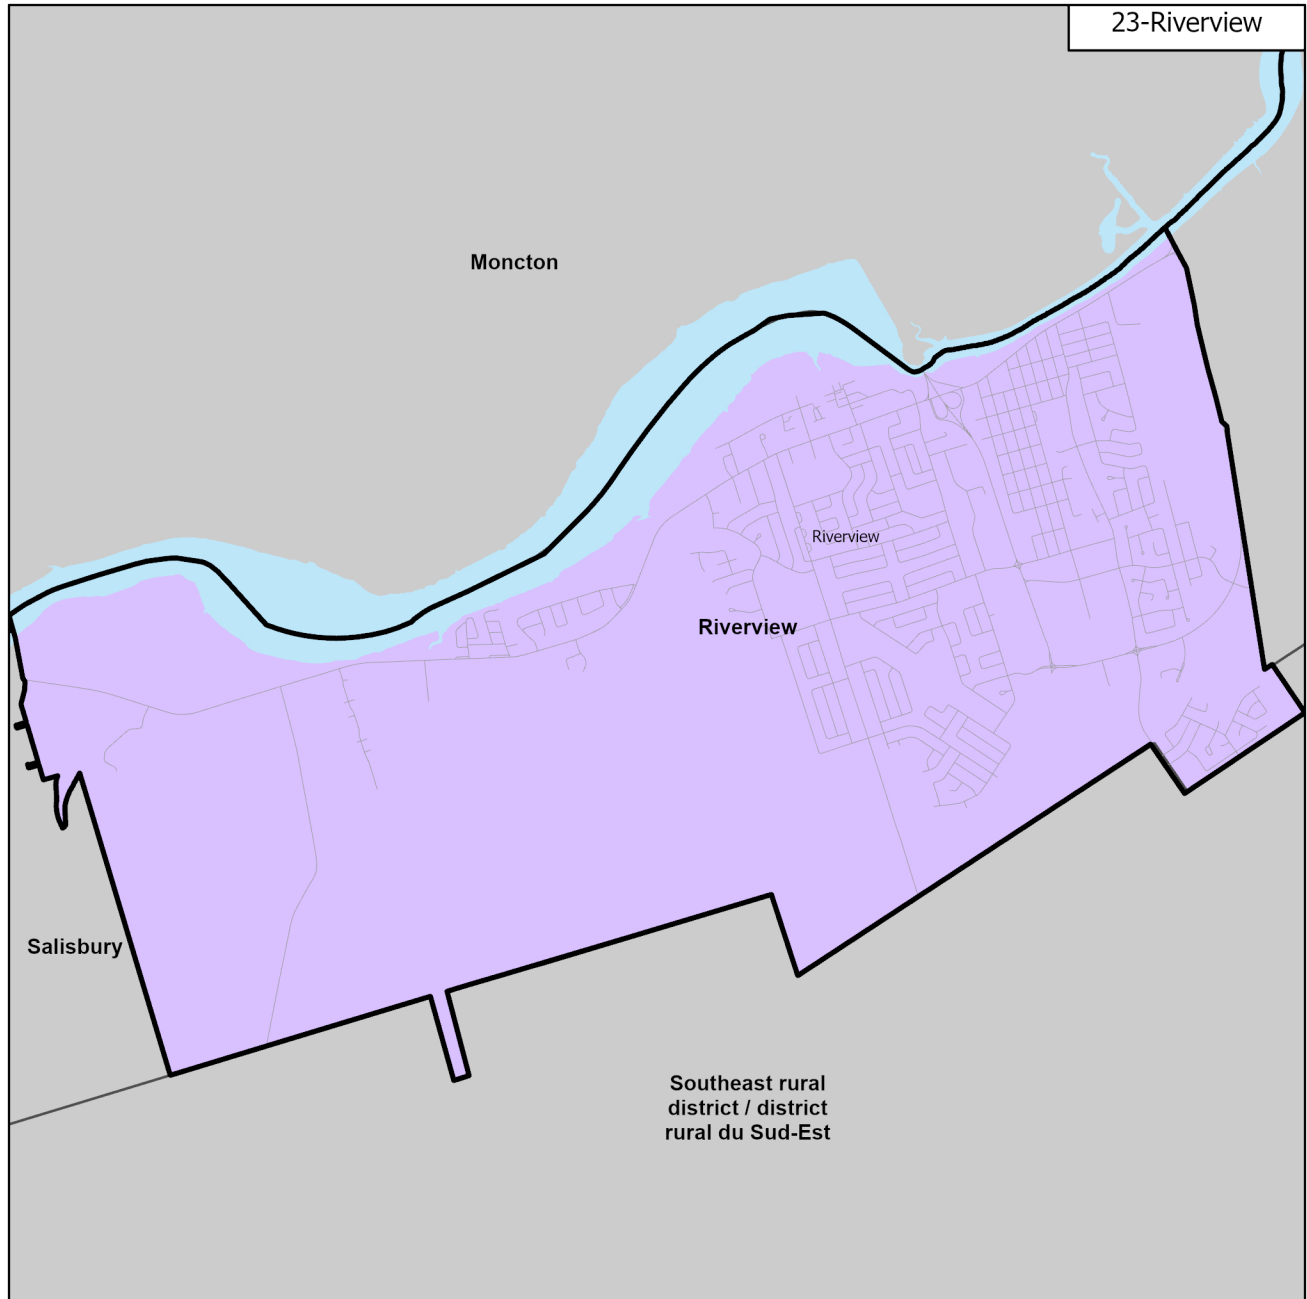 23-Riverview
Moncton
Riverview
Riverview
Salisbury
Southeast rural
district / district
rural du Sud-Est